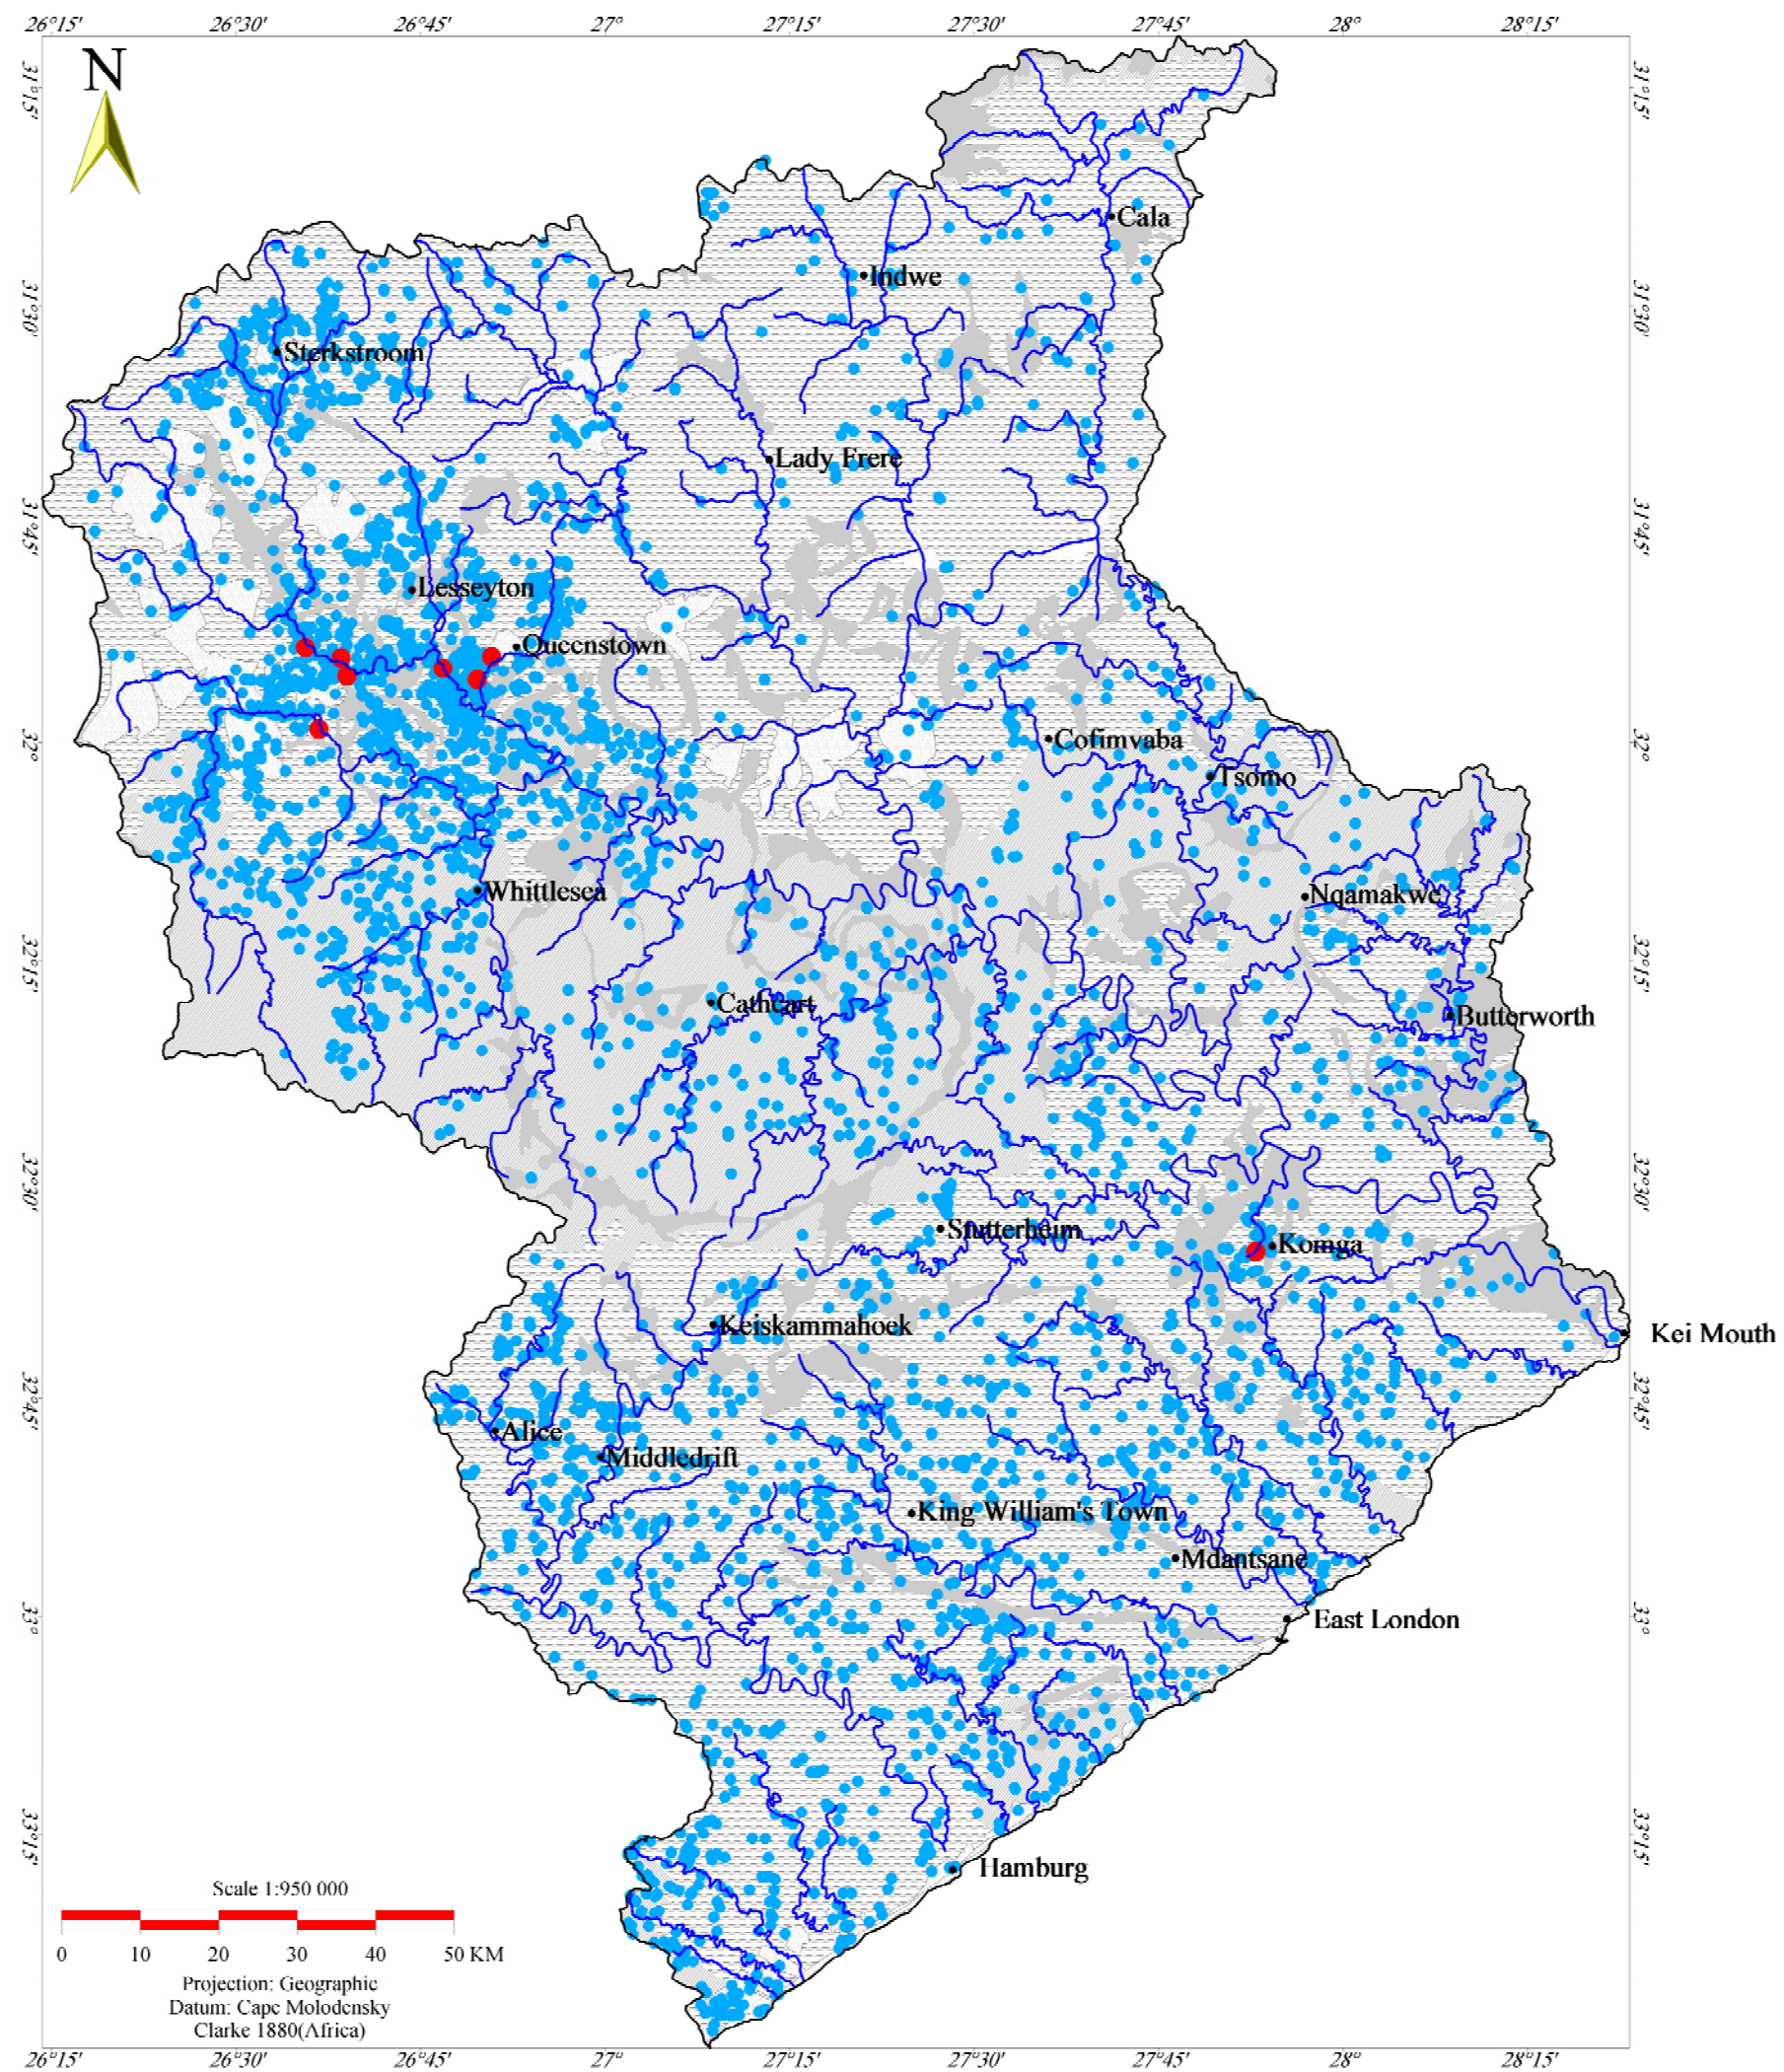 26°15' 26°30' 26°45' 27° 27°15' 27°30' 27°45' 28° 28°15'
N
31°15' 31°15'
Cala
Indwe
31°30' 31°30'
Sterkstroom
Lady Frere
31°45' 31°45'
Lesseyton
Queenstown
Cofimvaba
32° 32°
Tsomo
Whittlesea
Nqamakwe
32°15' 32°15'
Cathcart
Butterworth
32°30' 32°30'
Stutterheim
Komga
Keiskammahoek
Kei Mouth
32°45' 32°45'
Alice
Middledrift
King William's Town
Mdantsane
33° 33°
East London
33°15' 33°15'
Hamburg
Scale 1:950 000
0 10 20 30 40 50 KM
Projection: Geographic
Datum: Cape Molodensky
Clarke 1880(Africa)
26°15' 26°30' 26°45' 27° 27°15' 27°30' 27°45' 28° 28°15'